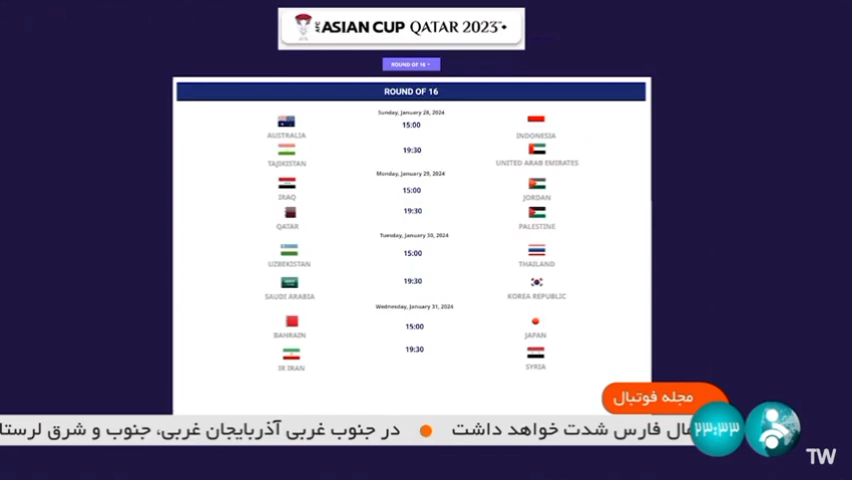 AFC ASIAN CUP QATAR 2023
ROUND OF 16
ROUND OF 16
Sunday, January 28, 2024
AUSTRALIA 15:00 INDONESIA
TAJIKISTAN 19:30 UNITED ARAB EMIRATES
Monday, January 29, 2024
IRAQ 15:00 JORDAN
QATAR 19:30 PALESTINE
Tuesday, January 30, 2024
UZBEKISTAN 15:00 THAILAND
SAUDI ARABIA 19:30 KOREA REPUBLIC
Wednesday, January 31, 2024
BAHRAIN 15:00 JAPAN
IR IRAN 19:30 SYRIA
مجله فوتبال
فارس شدت خواهد داشت ● در جنوب غربی آذربایجان غربی، جنوب و شرق
۲۳:۳۳
TW